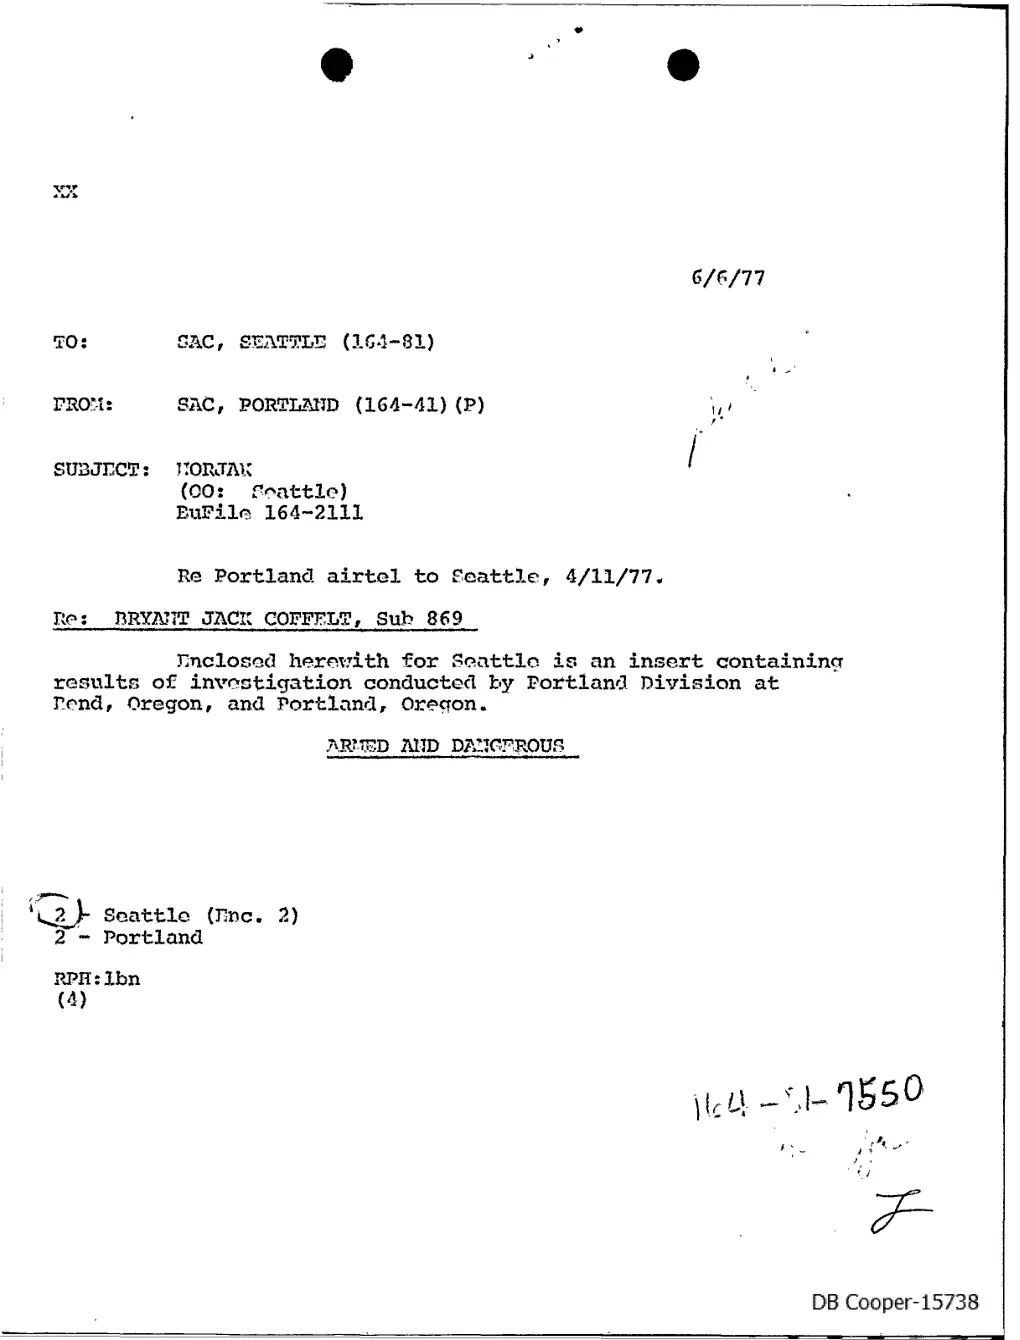 XX
6/6/77
TO: SAC, SEATTLE (164-81)
FROM: SAC, PORTLAND (164-41)(P)
SUBJECT: NORJAK
(OO: Seattle)
BuFile 164-2111
Re Portland airtel to Seattle, 4/11/77.
Re: BRYANT JACK COFFELT, Sub 869
Enclosed herewith for Seattle is an insert containing
results of investigation conducted by Portland Division at
Bend, Oregon, and Portland, Oregon.
ARMED AND DANGEROUS
2 - Seattle (Enc. 2)
2 - Portland
RPH:lbn
(4)
164-81-7550
DB Cooper-15738